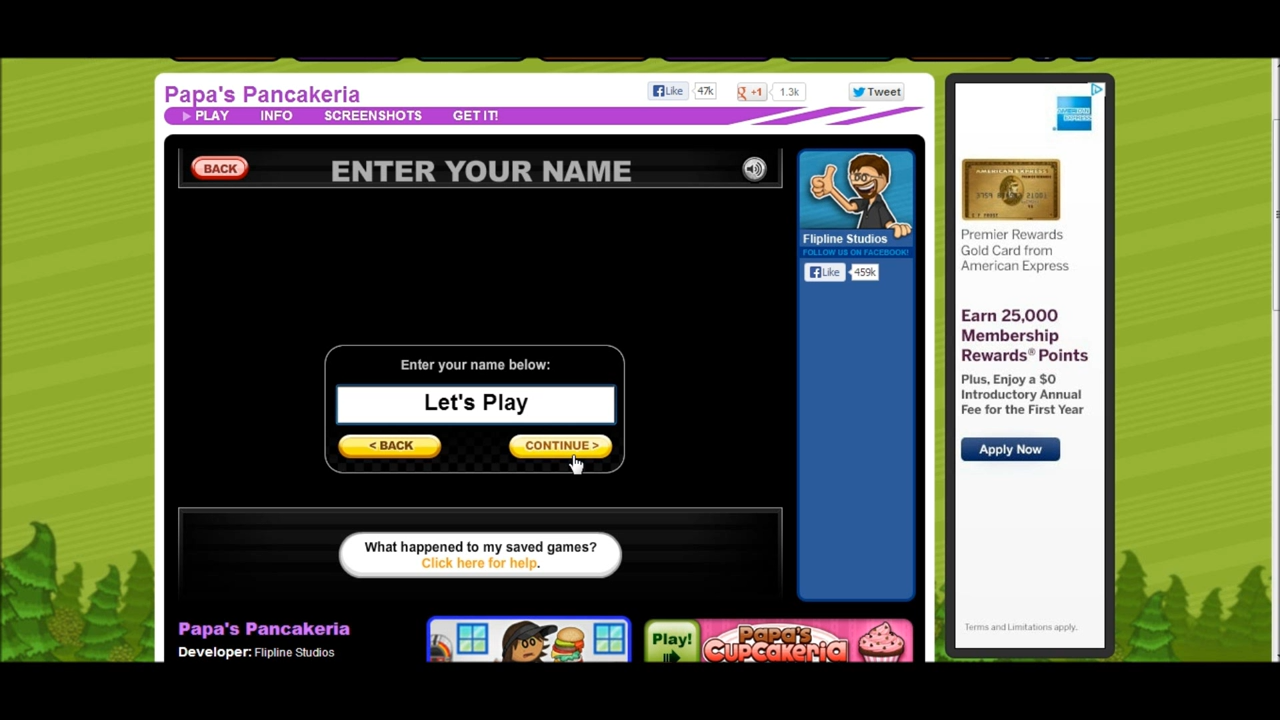 Papa's Pancakeria
Like 47k
+1 1.3k
Tweet
PLAY INFO SCREENSHOTS GET IT!
BACK
ENTER YOUR NAME
Enter your name below:
Let's Play
< BACK
CONTINUE >
What happened to my saved games?
Click here for help.
Flipline Studios
FOLLOW US ON FACEBOOK!
Like 459k
AMERICAN EXPRESS
Premier Rewards
Gold Card from
American Express
Earn 25,000
Membership
Rewards® Points
Plus, Enjoy a $0
Introductory Annual
Fee for the First Year
Apply Now
Terms and Limitations apply.
Papa's Pancakeria
Developer: Flipline Studios
Play!
Papa's
Cupcakeria